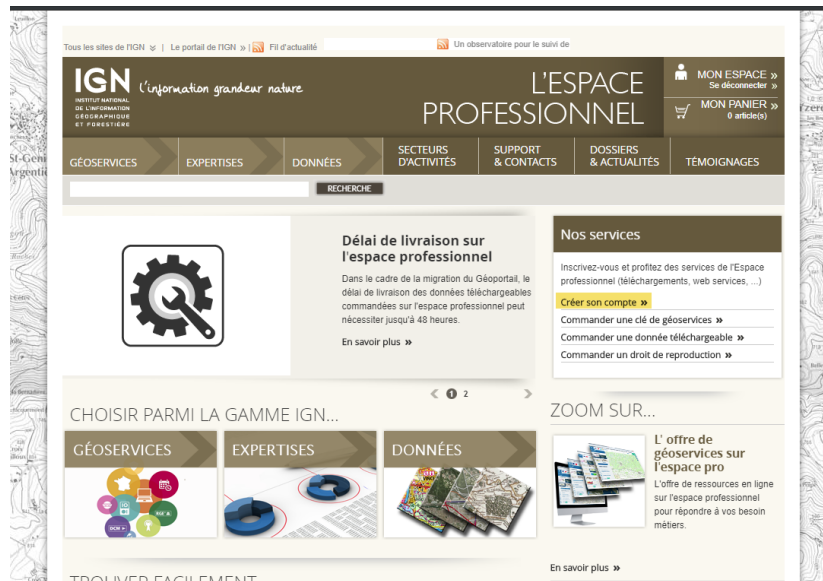 Tous les sites de l'IGN | Le portail de l'IGN » | Fil d'actualité
Un observatoire pour le suivi de
IGN
INSTITUT NATIONAL
DE L'INFORMATION
GÉOGRAPHIQUE
ET FORESTIÈRE
L'information grandeur nature
L'ESPACE
PROFESSIONNEL
MON ESPACE »
Se déconnecter »
MON PANIER »
0 article(s)
GÉOSERVICES
EXPERTISES
DONNÉES
SECTEURS
D'ACTIVITÉS
SUPPORT
& CONTACTS
DOSSIERS
& ACTUALITÉS
TÉMOIGNAGES
RECHERCHE
Délai de livraison sur
l'espace professionnel
Dans le cadre de la migration du Géoportail, le
délai de livraison des données téléchargeables
commandées sur l'espace professionnel peut
nécessiter jusqu'à 48 heures.
En savoir plus »
1 2
Nos services
Inscrivez-vous et profitez des services de l'Espace
professionnel (téléchargements, web services, ...)
Créer son compte »
Commander une clé de géoservices »
Commander une donnée téléchargeable »
Commander un droit de reproduction »
CHOISIR PARMI LA GAMME IGN...
GÉOSERVICES
EXPERTISES
DONNÉES
ZOOM SUR...
L' offre de
géoservices sur
l'espace pro
L'offre de ressources en ligne
sur l'espace professionnel
pour répondre à vos besoin
métiers.
En savoir plus »
TROUVER FACILEMENT